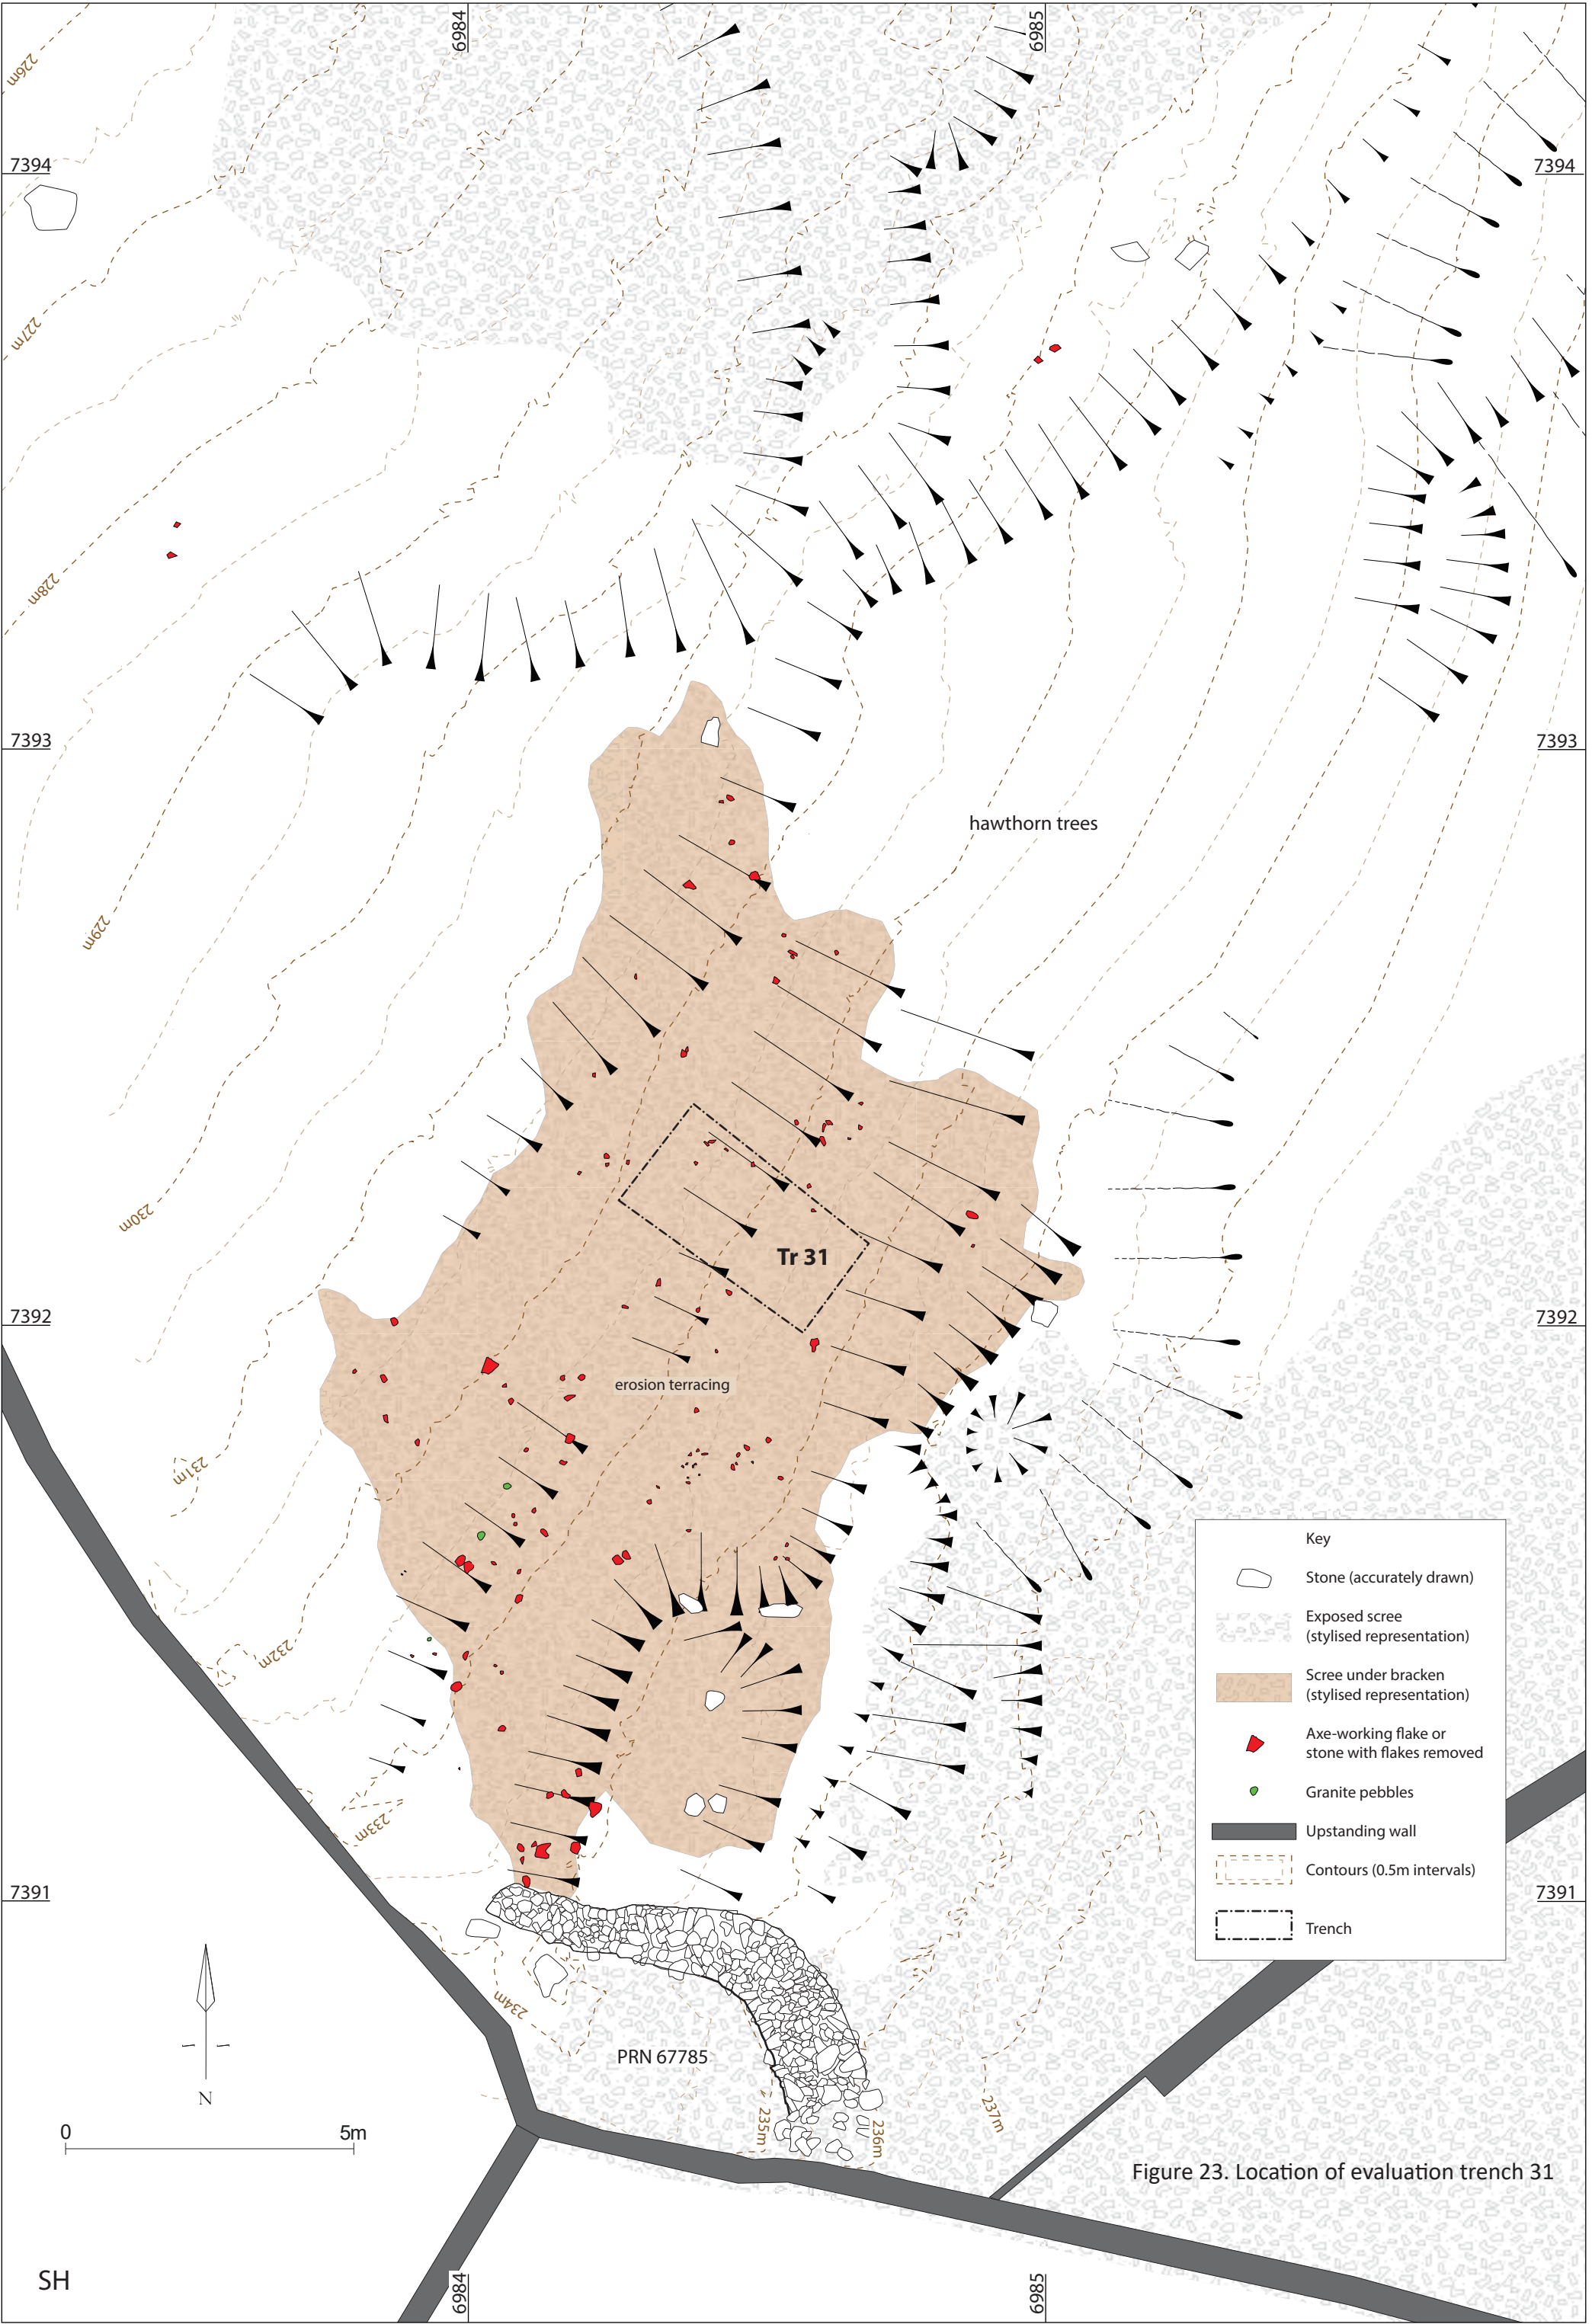 6984
6985
226m
7394
7394
227m
228m
7393
7393
hawthorn trees
229m
230m
Tr 31
7392
7392
erosion terracing
231m
Key
Stone (accurately drawn)
Exposed scree
(stylised representation)
232m
Scree under bracken
(stylised representation)
Axe-working flake or
stone with flakes removed
Granite pebbles
233m
Upstanding wall
Contours (0.5m intervals)
7391
7391
Trench
234m
PRN 67785
N
235m
236m
237m
0
5m
Figure 23. Location of evaluation trench 31
SH
6984
6985